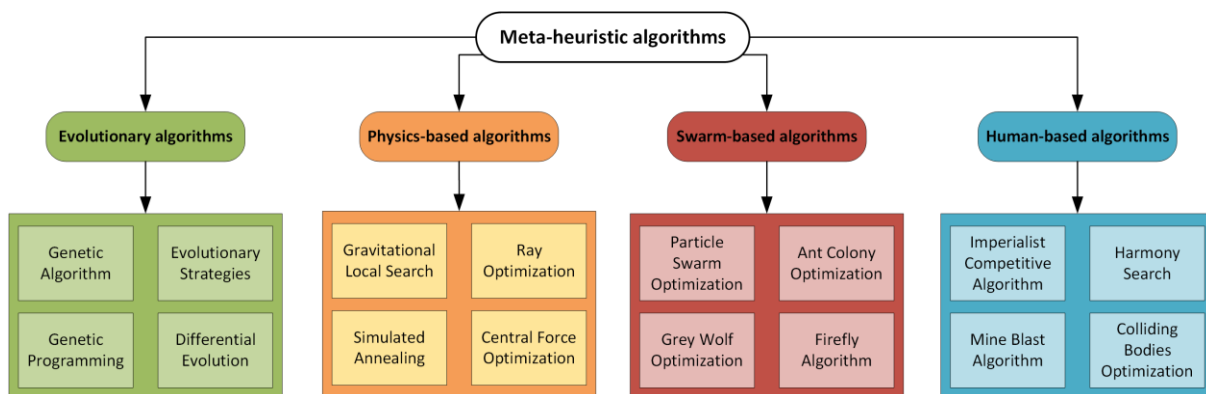 Meta-heuristic algorithms
Evolutionary algorithms
Physics-based algorithms
Swarm-based algorithms
Human-based algorithms
Genetic
Algorithm
Evolutionary
Strategies
Genetic
Programming
Differential
Evolution
Gravitational
Local Search
Ray
Optimization
Simulated
Annealing
Central Force
Optimization
Particle
Swarm
Optimization
Ant Colony
Optimization
Grey Wolf
Optimization
Firefly
Algorithm
Imperialist
Competitive
Algorithm
Harmony
Search
Mine Blast
Algorithm
Colliding
Bodies
Optimization